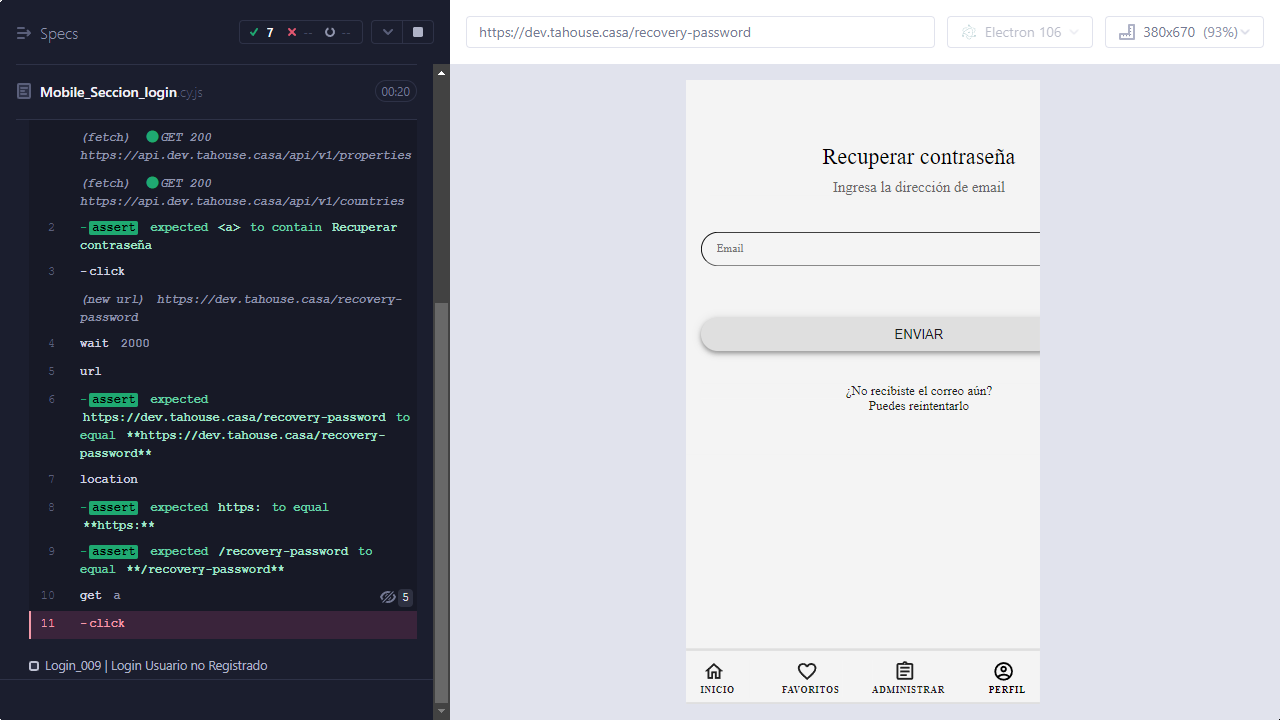 Specs
7
--
--
Mobile_Seccion_login.cy.js
00:20
(fetch) GET 200
https://api.dev.tahouse.casa/api/v1/properties
(fetch) GET 200
https://api.dev.tahouse.casa/api/v1/countries
2 -assert expected <a> to contain Recuperar
contraseña
3 -click
(new url) https://dev.tahouse.casa/recovery-
password
4 wait 2000
5 url
6 -assert expected
https://dev.tahouse.casa/recovery-password to
equal **https://dev.tahouse.casa/recovery-
password**
7 location
8 -assert expected https: to equal
**https:**
9 -assert expected /recovery-password to
equal **/recovery-password**
10 get a 5
11 -click
Login_009 | Login Usuario no Registrado
https://dev.tahouse.casa/recovery-password
Electron 106
380x670 (93%)
Recuperar contraseña
Ingresa la dirección de email
Email
ENVIAR
¿No recibiste el correo aún?
Puedes reintentarlo
INICIO
FAVORITOS
ADMINISTRAR
PERFIL